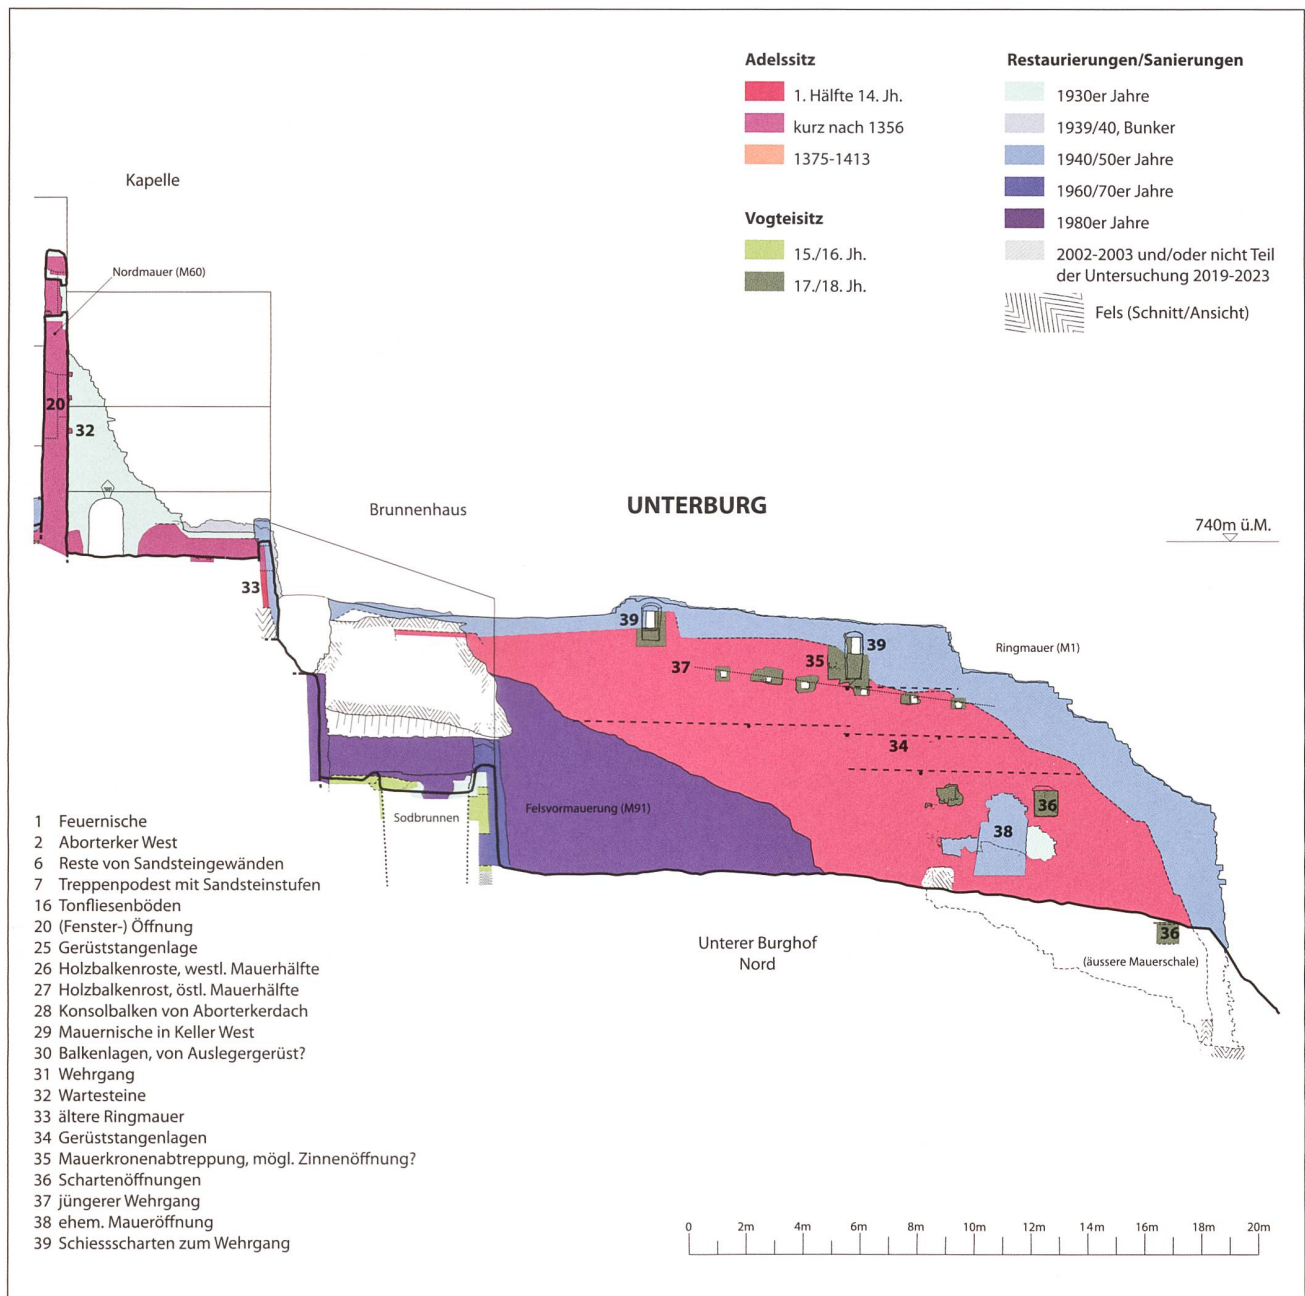 Adelssitz
1. Hälfte 14. Jh.
kurz nach 1356
1375-1413
Vogteisitz
15./16. Jh.
17./18. Jh.
Restaurierungen/Sanierungen
1930er Jahre
1939/40, Bunker
1940/50er Jahre
1960/70er Jahre
1980er Jahre
2002-2003 und/oder nicht Teil
der Untersuchung 2019-2023
Fels (Schnitt/Ansicht)
Kapelle
Nordmauer (M60)
20
32
33
Brunnenhaus
UNTERBURG
740m ü.M.
39
39
35
37
Ringmauer (M1)
34
Felsvormauerung (M91)
Sodbrunnen
36
38
36
Unterer Burghof
Nord
(äussere Mauerschale)
1 Feuernische
2 Aborterker West
6 Reste von Sandsteingewänden
7 Treppenpodest mit Sandsteinstufen
16 Tonfliesenböden
20 (Fenster-) Öffnung
25 Gerüststangenlage
26 Holzbalkenroste, westl. Mauerhälfte
27 Holzbalkenrost, östl. Mauerhälfte
28 Konsolbalken von Aborterkerdach
29 Mauernische in Keller West
30 Balkenlagen, von Auslegergerüst?
31 Wehrgang
32 Wartesteine
33 ältere Ringmauer
34 Gerüststangenlagen
35 Mauerkronenabtreppung, mögl. Zinnenöffnung?
36 Schartenöffnungen
37 jüngerer Wehrgang
38 ehem. Maueröffnung
39 Schiessscharten zum Wehrgang
0 2m 4m 6m 8m 10m 12m 14m 16m 18m 20m